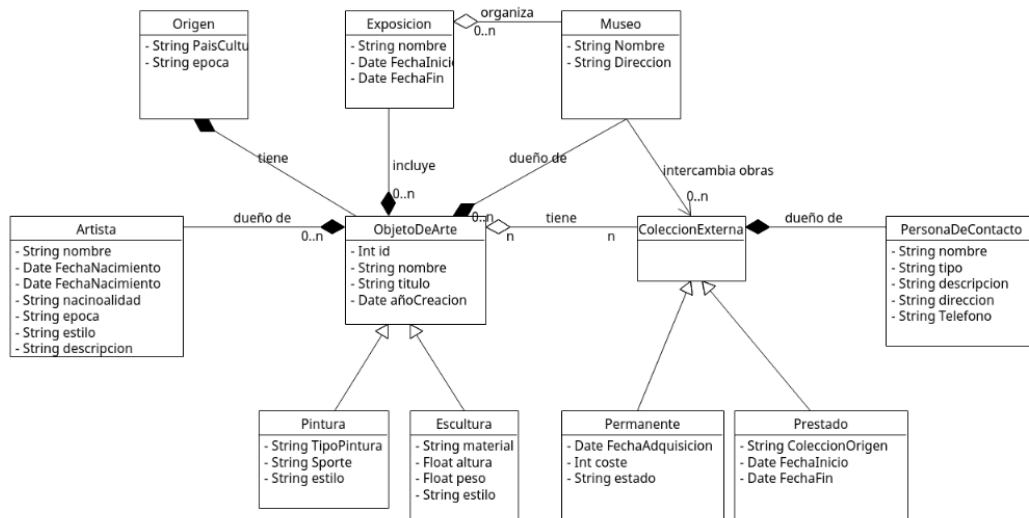 Origen
- String PaisCultu
- String epoca
Exposicion
- String nombre
- Date FechaInicio
- Date FechaFin
organiza
0..n
Museo
- String Nombre
- String Direccion
tiene
incluye
0..n
dueño de
0..n
intercambia obras
0..n
Artista
- String nombre
- Date FechaNacimiento
- Date FechaNacimiento
- String nacinoalidad
- String epoca
- String estilo
- String descripcion
dueño de
0..n
ObjetoDeArte
- Int id
- String nombre
- String titulo
- Date añoCreacion
tiene
n
n
ColeccionExterna
dueño de
PersonaDeContacto
- String nombre
- String tipo
- String descripcion
- String direccion
- String Telefono
Pintura
- String TipoPintura
- String Sporte
- String estilo
Escultura
- String material
- Float altura
- Float peso
- String estilo
Permanente
- Date FechaAdquisicion
- Int coste
- String estado
Prestado
- String ColeccionOrigen
- Date FechaInicio
- Date FechaFin